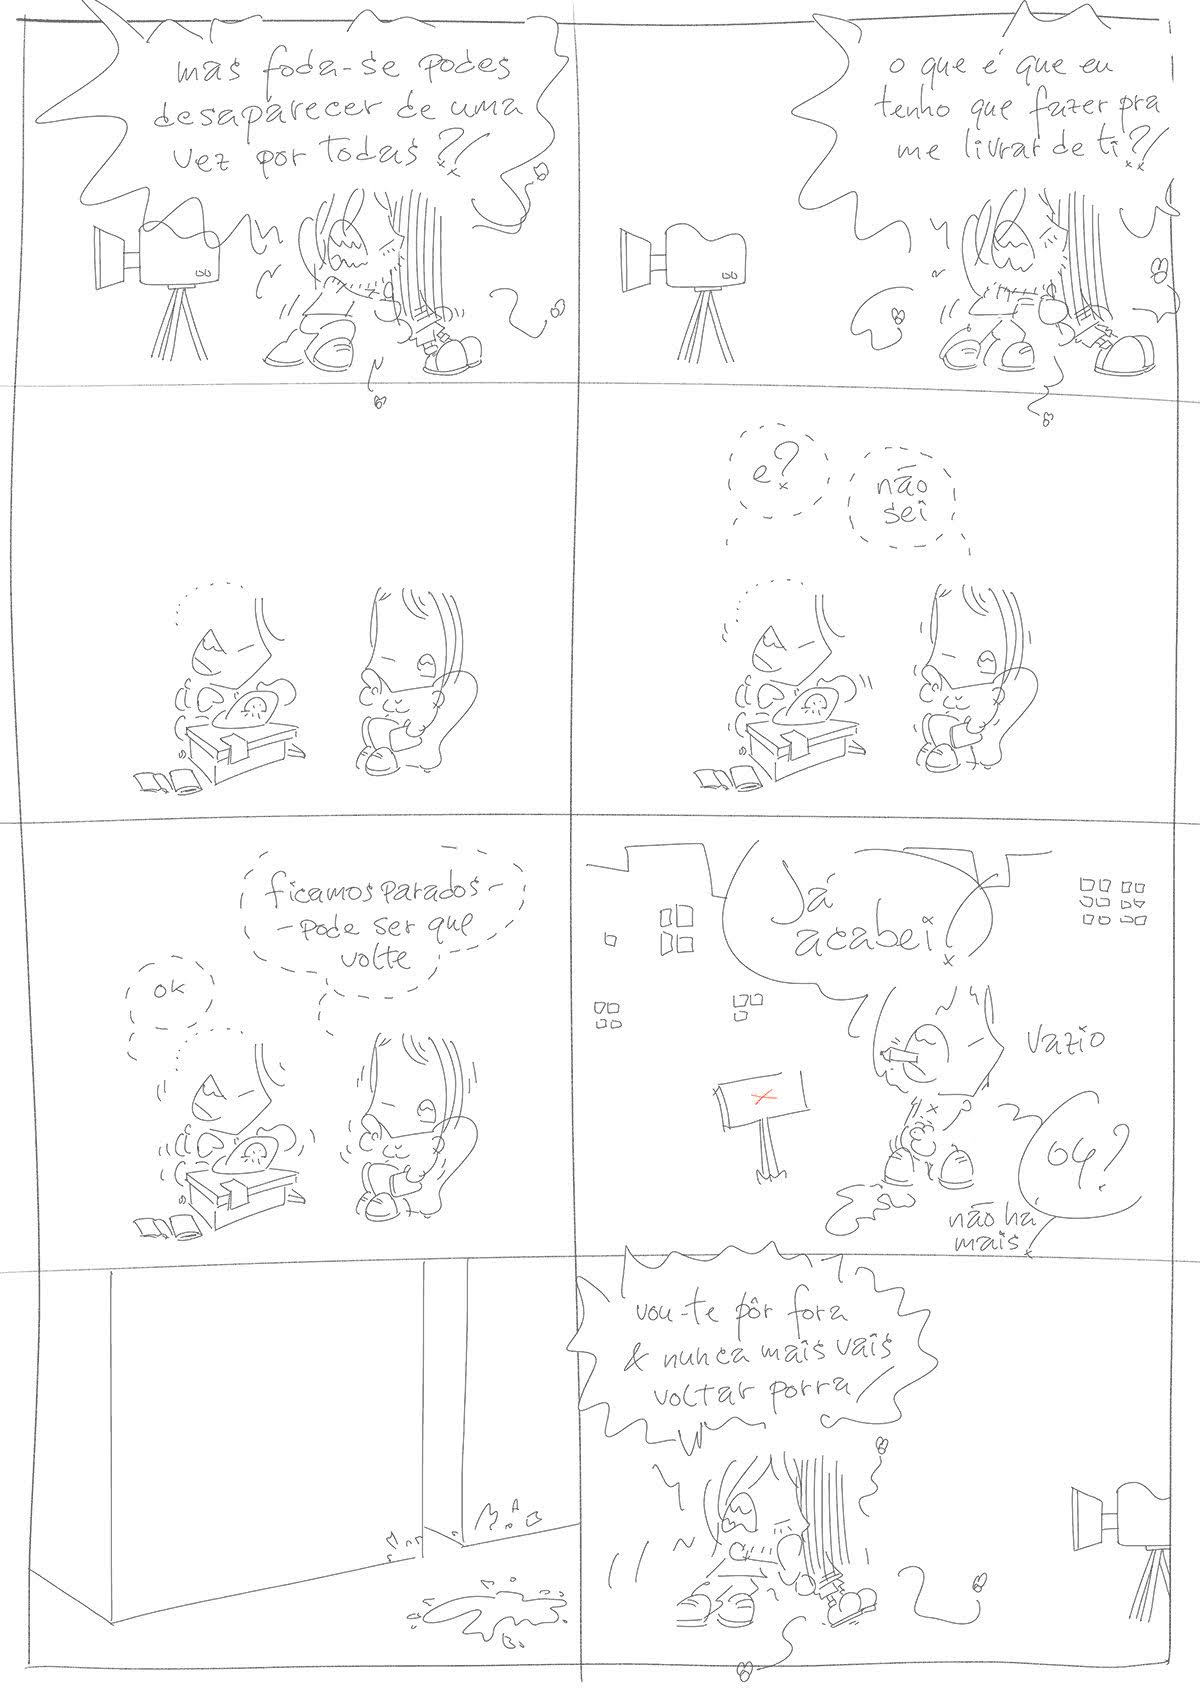 mas foda-se podes
desaparecer de uma
vez por todas?!
o que é que eu
tenho que fazer pra
me livrar de ti?!
e?
não
sei
ficamos parados-
-pode ser que
volte
ok
Já
acabei!
vazio
não há
mais.
vou-te pôr fora
& nunca mais vais
voltar porra!